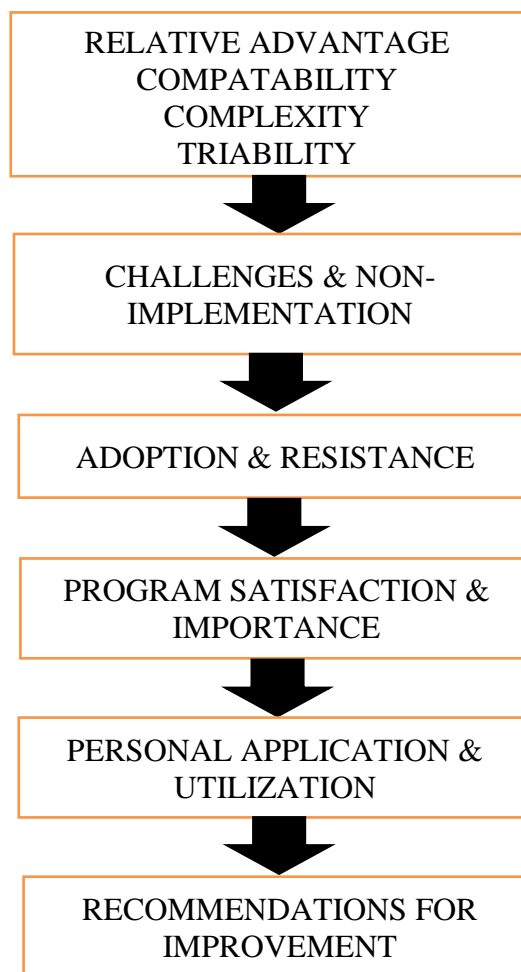 RELATIVE ADVANTAGE
COMPATABILITY
COMPLEXITY
TRIABILITY
CHALLENGES & NON-
IMPLEMENTATION
ADOPTION & RESISTANCE
PROGRAM SATISFACTION &
IMPORTANCE
PERSONAL APPLICATION &
UTILIZATION
RECOMMENDATIONS FOR
IMPROVEMENT